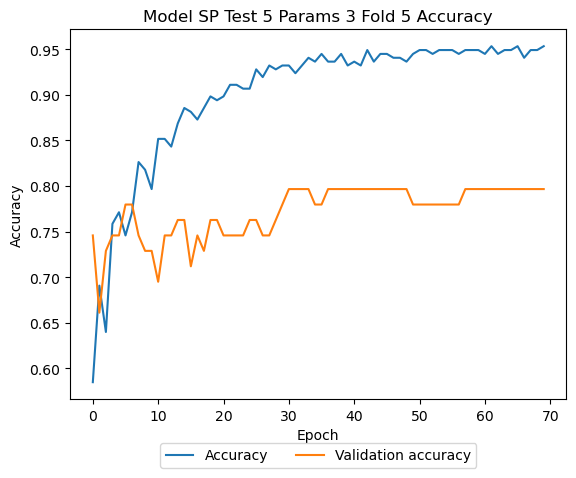 Model SP Test 5 Params 3 Fold 5 Accuracy
0.95
0.90
0.85
0.80
0.75
0.70
0.65
0.60
Accuracy
0 10 20 30 40 50 60 70
Epoch
Accuracy Validation accuracy